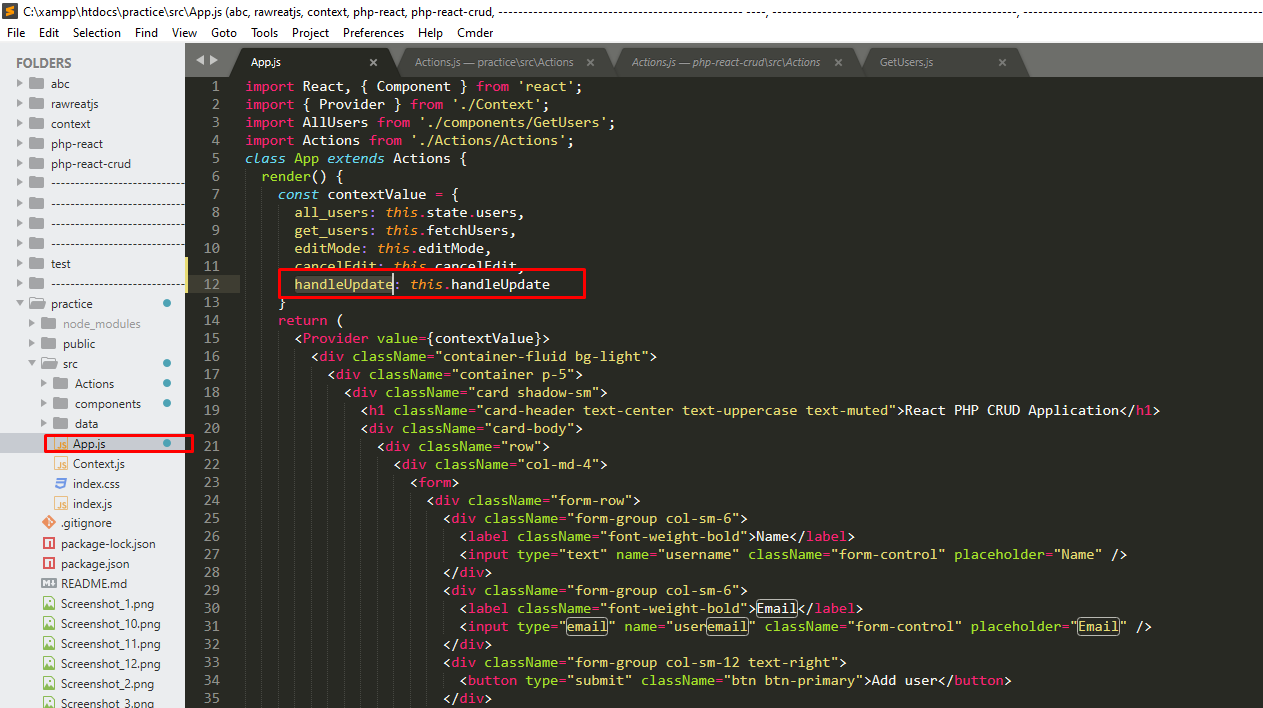 C:\xampp\htdocs\practice\src\App.js (abc, rawreatjs, context, php-react, php-react-crud, ----------------------------------------------- ----, ----------------------------------------------, ---------------------------------------------
File Edit Selection Find View Goto Tools Project Preferences Help Cmder
FOLDERS
abc
rawreatjs
context
php-react
php-react-crud
---------------------------
---------------------------
---------------------------
---------------------------
test
---------------------------
practice
node_modules
public
src
Actions
components
data
App.js
Context.js
index.css
index.js
.gitignore
package-lock.json
package.json
README.md
Screenshot_1.png
Screenshot_10.png
Screenshot_11.png
Screenshot_12.png
Screenshot_2.png
Screenshot_3.png
App.js
Actions.js — practice\src\Actions
Actions.js — php-react-crud\src\Actions
GetUsers.js
1 import React, { Component } from 'react';
2 import { Provider } from './Context';
3 import AllUsers from './components/GetUsers';
4 import Actions from './Actions/Actions';
5 class App extends Actions {
6 render() {
7 const contextValue = {
8 all_users: this.state.users,
9 get_users: this.fetchUsers,
10 editMode: this.editMode,
11 cancelEdit: this.cancelEdit,
12 handleUpdate: this.handleUpdate
13 }
14 return (
15 <Provider value={contextValue}>
16 <div className="container-fluid bg-light">
17 <div className="container p-5">
18 <div className="card shadow-sm">
19 <h1 className="card-header text-center text-uppercase text-muted">React PHP CRUD Application</h1>
20 <div className="card-body">
21 <div className="row">
22 <div className="col-md-4">
23 <form>
24 <div className="form-row">
25 <div className="form-group col-sm-6">
26 <label className="font-weight-bold">Name</label>
27 <input type="text" name="username" className="form-control" placeholder="Name" />
28 </div>
29 <div className="form-group col-sm-6">
30 <label className="font-weight-bold">Email</label>
31 <input type="email" name="useremail" className="form-control" placeholder="Email" />
32 </div>
33 <div className="form-group col-sm-12 text-right">
34 <button type="submit" className="btn btn-primary">Add user</button>
35 </div>